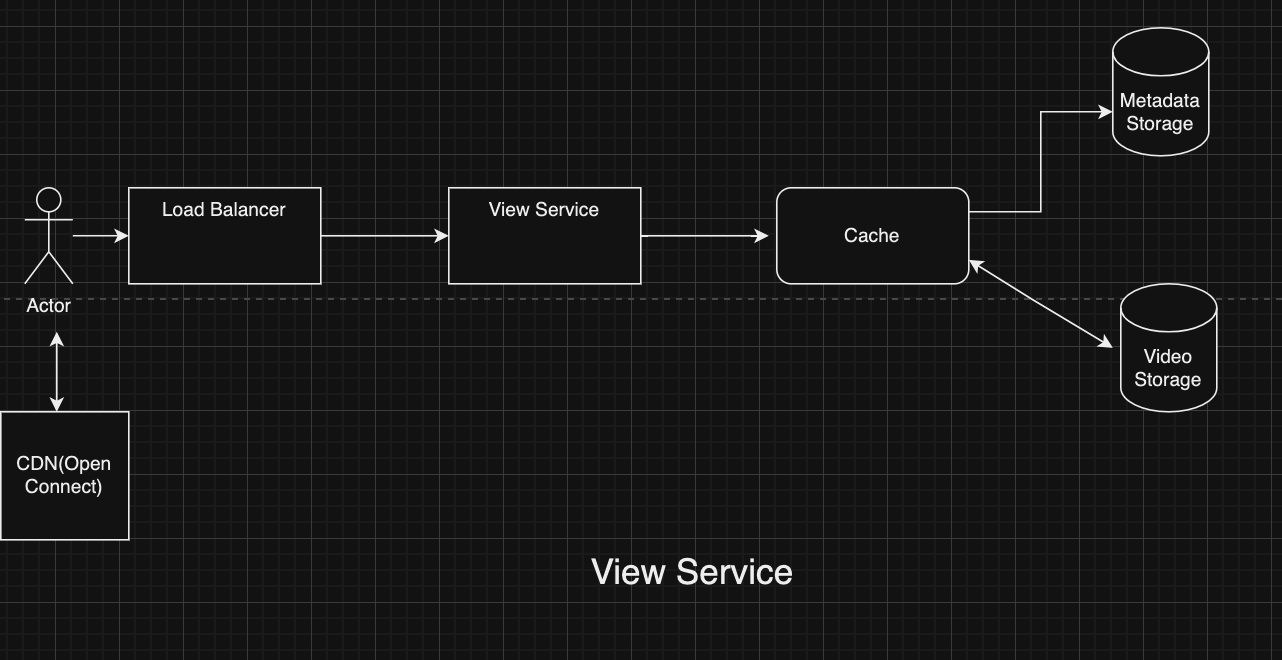 Metadata
Storage
Load Balancer
View Service
Cache
Actor
Video
Storage
CDN(Open
Connect)
View Service